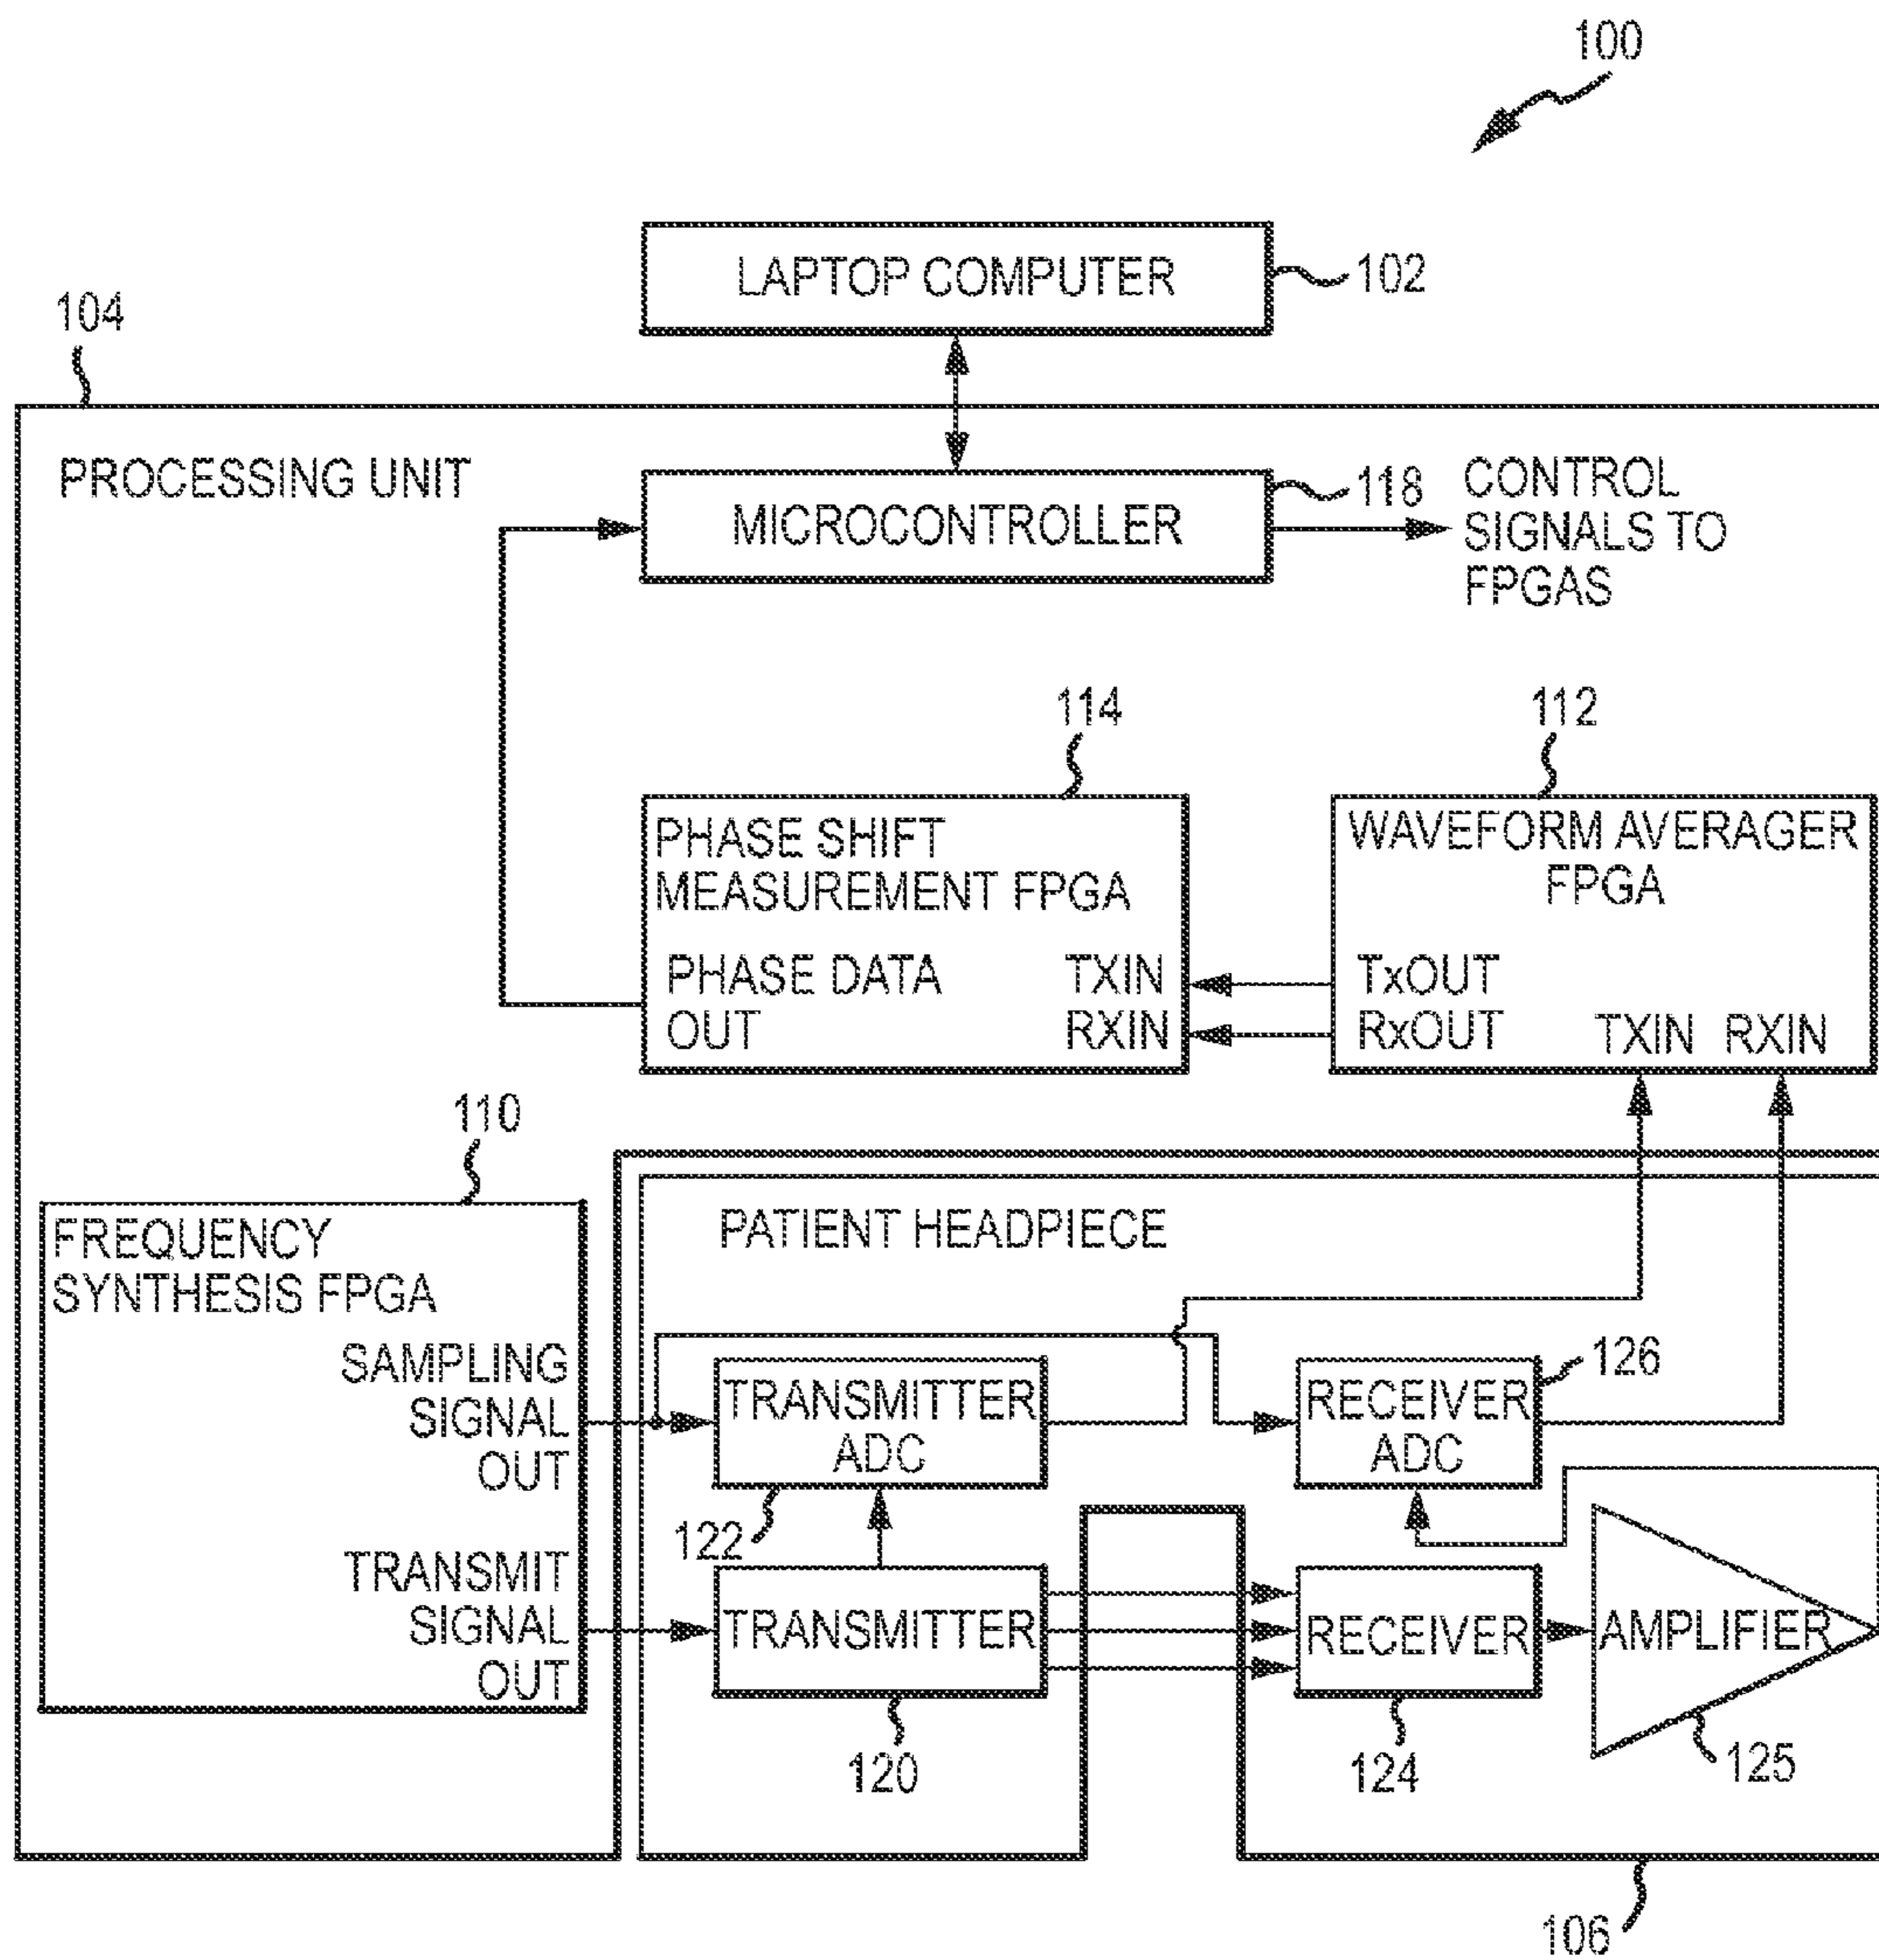 100
LAPTOP COMPUTER
102
104
PROCESSING UNIT
MICROCONTROLLER
118
CONTROL
SIGNALS TO
FPGAS
114
112
PHASE SHIFT
MEASUREMENT FPGA
PHASE DATA
OUT
TXIN
RXIN
WAVEFORM AVERAGER
FPGA
TxOUT
RxOUT
TXIN RXIN
110
FREQUENCY
SYNTHESIS FPGA
SAMPLING
SIGNAL
OUT
TRANSMIT
SIGNAL
OUT
PATIENT HEADPIECE
TRANSMITTER
ADC
122
RECEIVER
ADC
126
TRANSMITTER
120
RECEIVER
124
AMPLIFIER
125
106